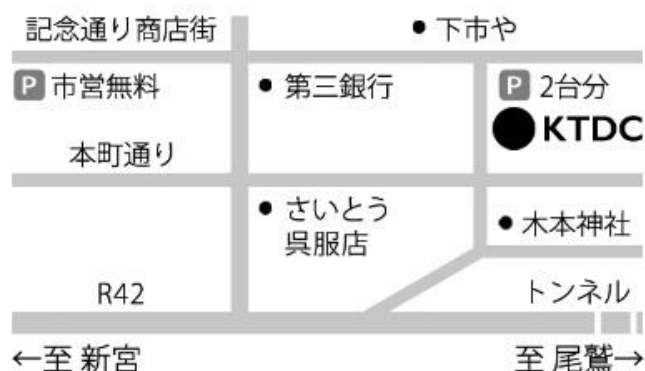 記念通り商店街
下市や
P 市営無料
第三銀行
P 2台分
KTDC
本町通り
さいとう
呉服店
木本神社
R42
トンネル
←至 新宮
至 尾鷲→